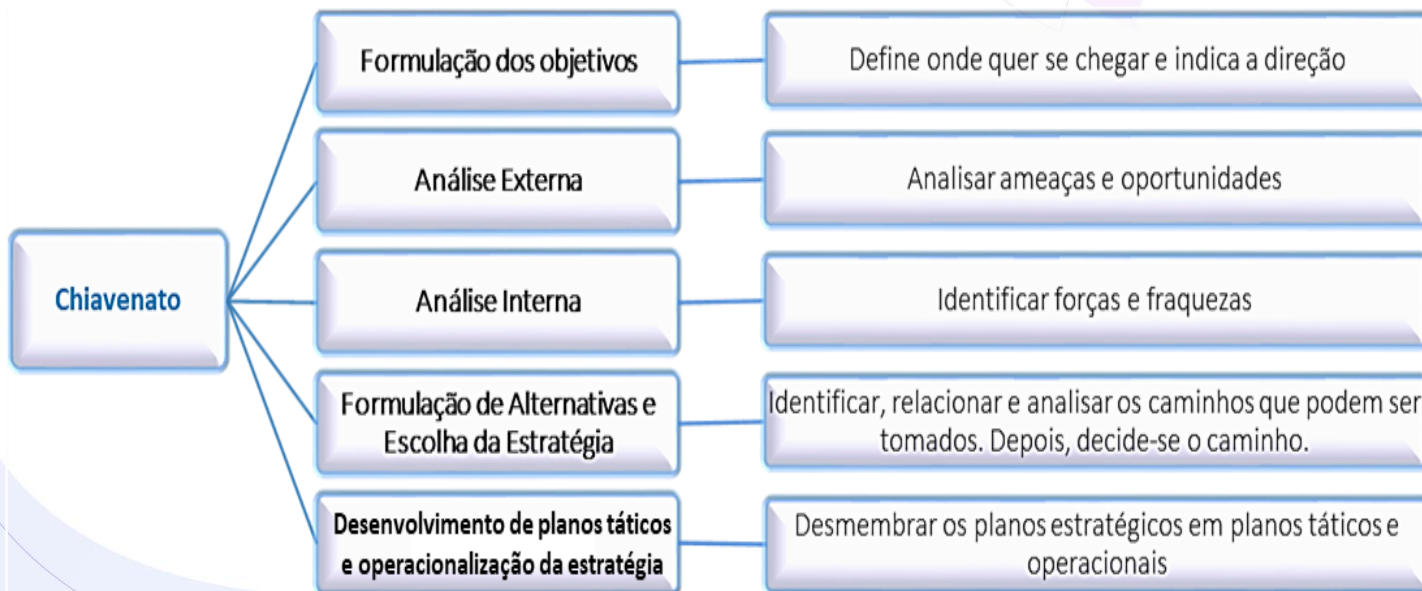 Chiavenato
Formulação dos objetivos
Define onde quer se chegar e indica a direção
Análise Externa
Analisar ameaças e oportunidades
Análise Interna
Identificar forças e fraquezas
Formulação de Alternativas e
Escolha da Estratégia
Identificar, relacionar e analisar os caminhos que podem ser
tomados. Depois, decide-se o caminho.
Desenvolvimento de planos táticos
e operacionalização da estratégia
Desmembrar os planos estratégicos em planos táticos e
operacionais